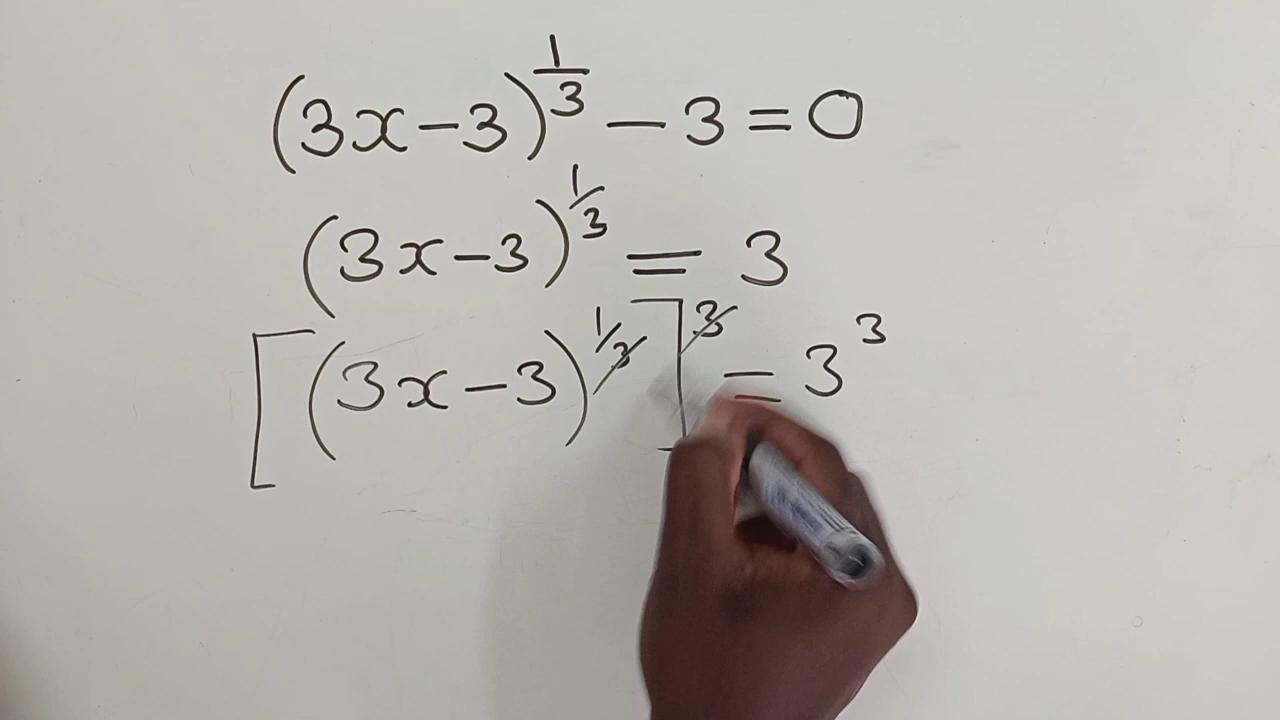 (3x-3)^{1/3} - 3 = 0
(3x-3)^{1/3} = 3
[(3x-3)^{1/3}]^3 = 3^3